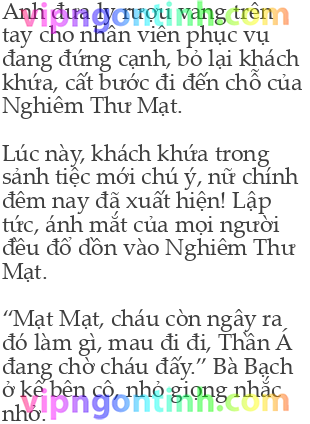 vipngontinh.com
Anh đưa ly rượu vang trên
tay cho nhân viên phục vụ
đang đứng cạnh, bỏ lại khách
khứa, cất bước đi đến chỗ của
Nghiêm Thư Mạt.
Lúc này, khách khứa trong
sảnh tiệc mới chú ý, nữ chính
đêm nay đã xuất hiện! Lập
tức, ánh mắt của mọi người
đều đổ dồn vào Nghiêm Thư
Mạt.
“Mạt Mạt, cháu còn ngây ra
đó làm gì, mau đi đi, Thần Á
đang chờ cháu đấy.” Bà Bạch
ở kế bên cô, nhỏ giọng nhắc
nhở.
vipngontinh.com